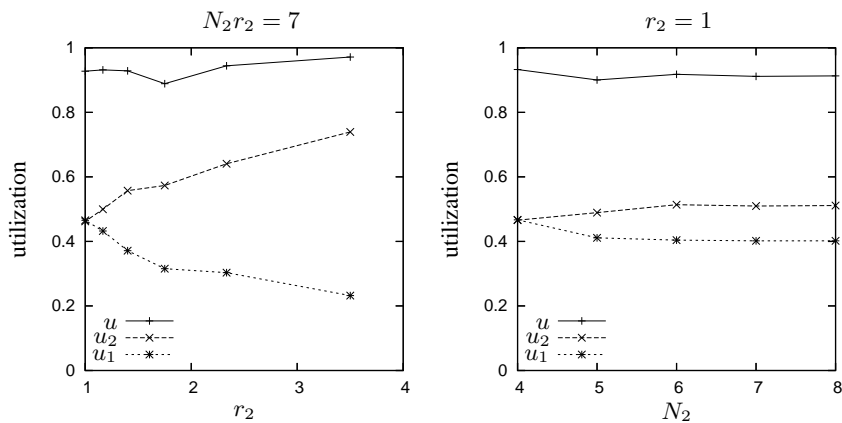 N₂r₂ = 7
utilization
1
0.8
0.6
0.4
0.2
0
u
u₂
u₁
1 2 3 4
r₂
r₂ = 1
utilization
1
0.8
0.6
0.4
0.2
0
u
u₂
u₁
4 5 6 7 8
N₂